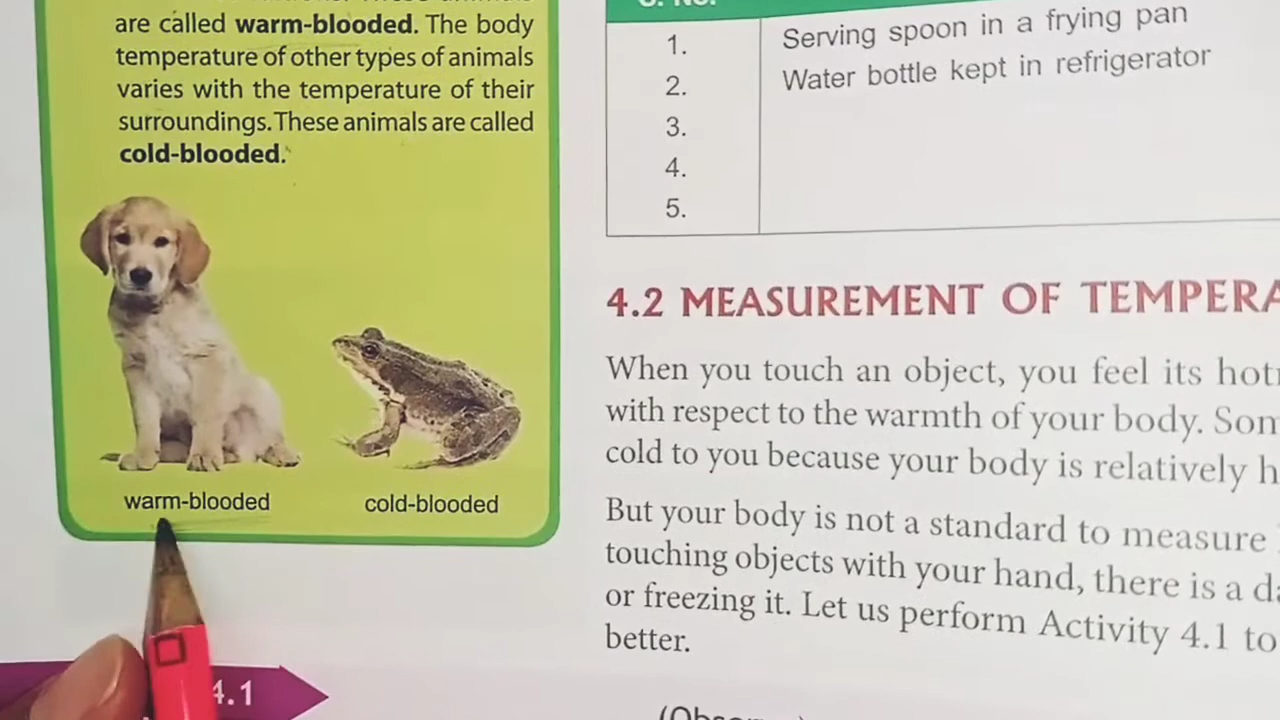 are called warm-blooded. The body
temperature of other types of animals
varies with the temperature of their
surroundings. These animals are called
cold-blooded.
warm-blooded
cold-blooded
1. Serving spoon in a frying pan
2. Water bottle kept in refrigerator
3.
4.
5.
4.2 MEASUREMENT OF
When you touch an object, you feel its
with respect to the warmth of your body.
cold to you because your body is relatively
But your body is not a standard to measure
touching objects with your hand, there is a
or freezing it. Let us perform Activity 4.1 to
better.
4.1